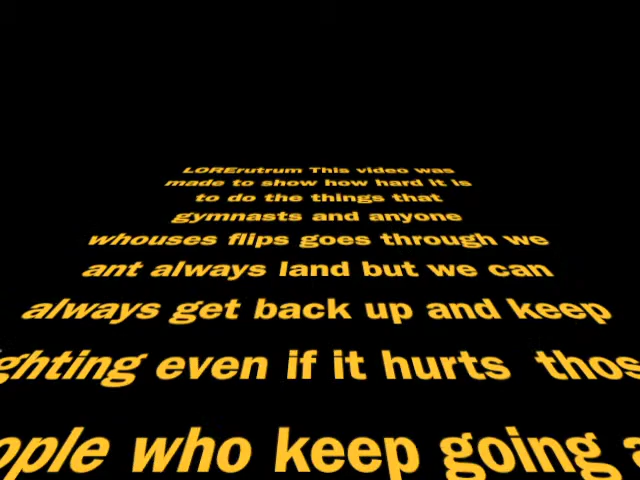 LORErutrum This video was
made to show how hard it is
to do the things that
gymnasts and anyone
whouses flips goes through we
ant always land but we can
always get back up and keep
ghting even if it hurts thos
ople who keep going a